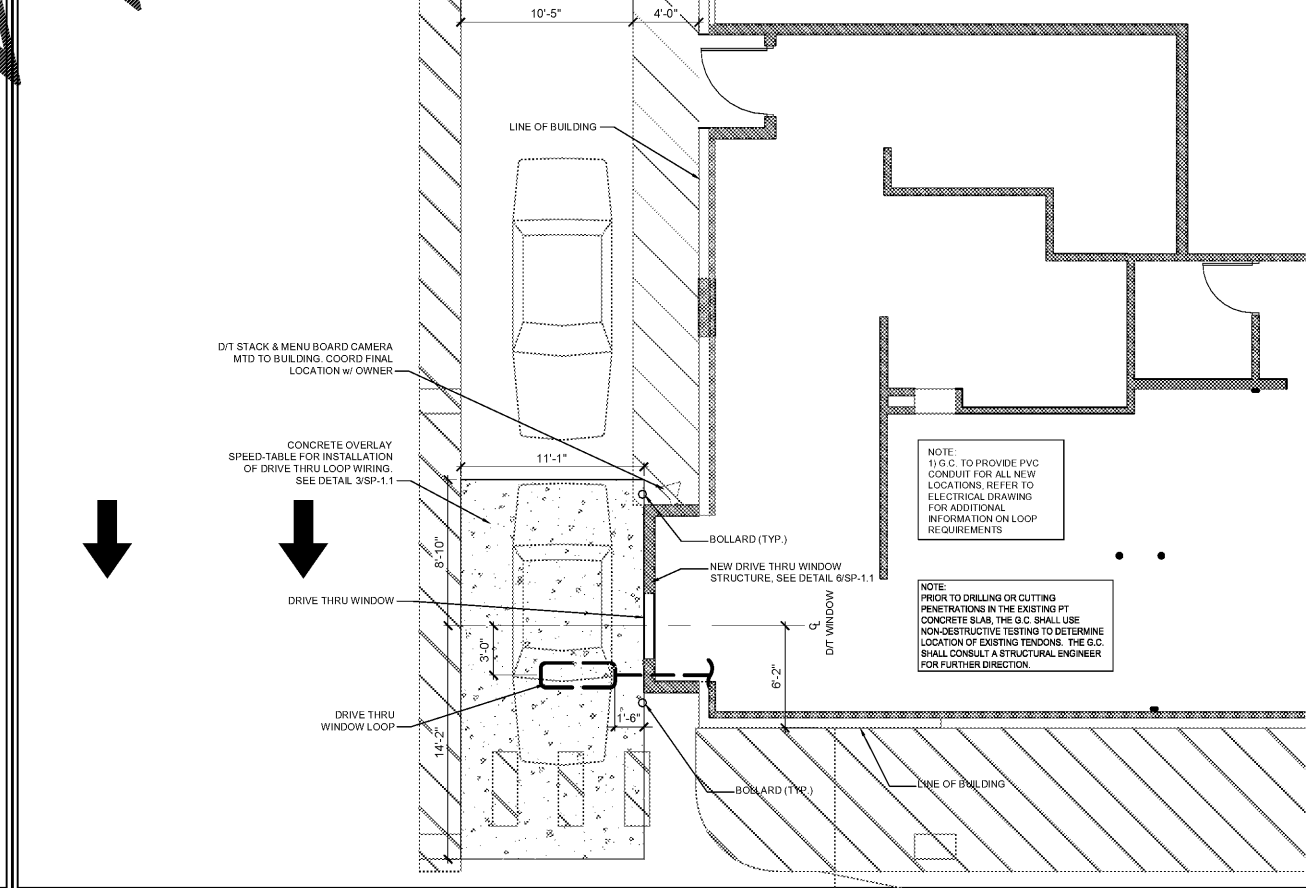 10'-5"
4'-0"
LINE OF BUILDING
D/T STACK & MENU BOARD CAMERA
MTD TO BUILDING. COORD FINAL
LOCATION w/ OWNER
CONCRETE OVERLAY
SPEED-TABLE FOR INSTALLATION
OF DRIVE THRU LOOP WIRING.
SEE DETAIL 3/SP-1.1
11'-1"
NOTE:
1) G.C. TO PROVIDE PVC
CONDUIT FOR ALL NEW
LOCATIONS, REFER TO
ELECTRICAL DRAWING
FOR ADDITIONAL
INFORMATION ON LOOP
REQUIREMENTS
8'-10"
BOLLARD (TYP.)
NEW DRIVE THRU WINDOW
STRUCTURE, SEE DETAIL 6/SP-1.1
DRIVE THRU WINDOW
CL
D/T WINDOW
NOTE:
PRIOR TO DRILLING OR CUTTING
PENETRATIONS IN THE EXISTING PT
CONCRETE SLAB, THE G.C. SHALL USE
NON-DESTRUCTIVE TESTING TO DETERMINE
LOCATION OF EXISTING TENDONS. THE G.C.
SHALL CONSULT A STRUCTURAL ENGINEER
FOR FURTHER DIRECTION.
3'-0"
6'-2"
DRIVE THRU
WINDOW LOOP
1'-6"
14'-2"
BOLLARD (TYP.)
LINE OF BUILDING